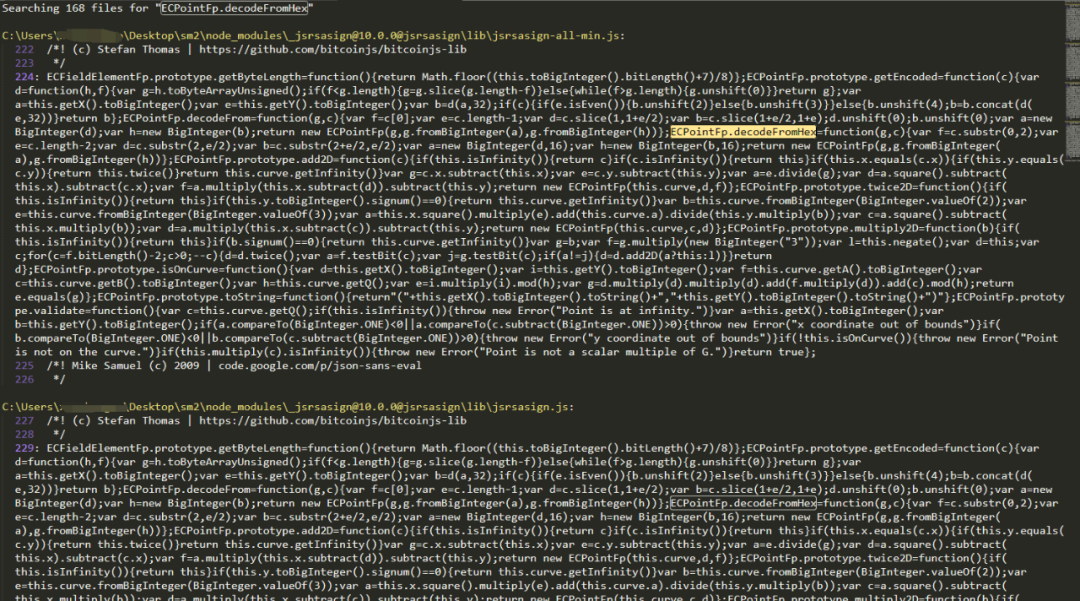 Searching 168 files for "ECPointFp.decodeFromHex"
C:\Users\ \Desktop\sm2\node_modules\_jsrsasign@10.0.0@jsrsasign\lib\jsrsasign-all-min.js:
222 /*! (c) Stefan Thomas | https://github.com/bitcoinjs/bitcoinjs-lib
223 */
224: ECFieldElementFp.prototype.getByteLength=function(){return Math.floor((this.toBigInteger().bitLength()+7)/8)};ECPointFp.prototype.getEncoded=function(c){var
d=function(h,f){var g=h.toByteArrayUnsigned();if(f<g.length){g=g.slice(g.length-f)}else{while(f>g.length){g.unshift(0)}}return g};var
a=this.getX().toBigInteger();var e=this.getY().toBigInteger();var b=d(a,32);if(c){if(e.isEven()){b.unshift(2)}else{b.unshift(3)}}else{b.unshift(4);b=b.concat(d(
e,32))}return b};ECPointFp.decodeFrom=function(g,c){var f=c[0];var e=c.length-1;var d=c.slice(1,1+e/2);var b=c.slice(1+e/2,1+e);d.unshift(0);b.unshift(0);var a=new
BigInteger(d);var h=new BigInteger(b);return new ECPointFp(g,g.fromBigInteger(a),g.fromBigInteger(h))};ECPointFp.decodeFromHex=function(g,c){var f=c.substr(0,2);var
e=c.length-2;var d=c.substr(2,e/2);var b=c.substr(2+e/2,e/2);var a=new BigInteger(d,16);var h=new BigInteger(b,16);return new ECPointFp(g,g.fromBigInteger(
a),g.fromBigInteger(h))};ECPointFp.prototype.add2D=function(c){if(this.isInfinity()){return c}if(c.isInfinity()){return this}if(this.x.equals(c.x)){if(this.y.equals(
c.y)){return this.twice()}return this.curve.getInfinity()}var g=c.x.subtract(this.x);var e=c.y.subtract(this.y);var a=e.divide(g);var d=a.square().subtract(
this.x).subtract(c.x);var f=a.multiply(this.x.subtract(d)).subtract(this.y);return new ECPointFp(this.curve,d,f)};ECPointFp.prototype.twice2D=function(){if(
this.isInfinity()){return this}if(this.y.toBigInteger().signum()==0){return this.curve.getInfinity()}var b=this.curve.fromBigInteger(BigInteger.valueOf(2));var
e=this.curve.fromBigInteger(BigInteger.valueOf(3));var a=this.x.square().multiply(e).add(this.curve.a).divide(this.y.multiply(b));var c=a.square().subtract(
this.x.multiply(b));var d=a.multiply(this.x.subtract(c)).subtract(this.y);return new ECPointFp(this.curve,c,d)};ECPointFp.prototype.multiply2D=function(b){if(
this.isInfinity()){return this}if(b.signum()==0){return this.curve.getInfinity()}var g=b;var f=g.multiply(new BigInteger("3"));var l=this.negate();var d=this;var
c;for(c=f.bitLength()-2;c>0;--c){d=d.twice();var a=f.testBit(c);var j=g.testBit(c);if(a!=j){d=d.add2D(a?this:l)}}return
d};ECPointFp.prototype.isOnCurve=function(){var d=this.getX().toBigInteger();var i=this.getY().toBigInteger();var f=this.curve.getA().toBigInteger();var
c=this.curve.getB().toBigInteger();var h=this.curve.getQ();var e=i.multiply(i).mod(h);var g=d.multiply(d).multiply(d).add(f.multiply(d)).add(c).mod(h);return
e.equals(g)};ECPointFp.prototype.toString=function(){return"("+this.getX().toBigInteger().toString()+","+this.getY().toBigInteger().toString()+")"};ECPointFp.prototy
pe.validate=function(){var c=this.curve.getQ();if(this.isInfinity()){throw new Error("Point is at infinity.")}var a=this.getX().toBigInteger();var
b=this.getY().toBigInteger();if(a.compareTo(BigInteger.ONE)<0||a.compareTo(c.subtract(BigInteger.ONE))>0){throw new Error("x coordinate out of bounds")}if(
b.compareTo(BigInteger.ONE)<0||b.compareTo(c.subtract(BigInteger.ONE))>0){throw new Error("y coordinate out of bounds")}if(!this.isOnCurve()){throw new Error("Point
is not on the curve.")}if(this.multiply(c).isInfinity()){throw new Error("Point is not a scalar multiple of G.")}return true};
225 /*! Mike Samuel (c) 2009 | code.google.com/p/json-sans-eval
226 */
C:\Users\ \Desktop\sm2\node_modules\_jsrsasign@10.0.0@jsrsasign\lib\jsrsasign.js:
227 /*! (c) Stefan Thomas | https://github.com/bitcoinjs/bitcoinjs-lib
228 */
229: ECFieldElementFp.prototype.getByteLength=function(){return Math.floor((this.toBigInteger().bitLength()+7)/8)};ECPointFp.prototype.getEncoded=function(c){var
d=function(h,f){var g=h.toByteArrayUnsigned();if(f<g.length){g=g.slice(g.length-f)}else{while(f>g.length){g.unshift(0)}}return g};var
a=this.getX().toBigInteger();var e=this.getY().toBigInteger();var b=d(a,32);if(c){if(e.isEven()){b.unshift(2)}else{b.unshift(3)}}else{b.unshift(4);b=b.concat(d(
e,32))}return b};ECPointFp.decodeFrom=function(g,c){var f=c[0];var e=c.length-1;var d=c.slice(1,1+e/2);var b=c.slice(1+e/2,1+e);d.unshift(0);b.unshift(0);var a=new
BigInteger(d);var h=new BigInteger(b);return new ECPointFp(g,g.fromBigInteger(a),g.fromBigInteger(h))};ECPointFp.decodeFromHex=function(g,c){var f=c.substr(0,2);var
e=c.length-2;var d=c.substr(2,e/2);var b=c.substr(2+e/2,e/2);var a=new BigInteger(d,16);var h=new BigInteger(b,16);return new ECPointFp(g,g.fromBigInteger(
a),g.fromBigInteger(h))};ECPointFp.prototype.add2D=function(c){if(this.isInfinity()){return c}if(c.isInfinity()){return this}if(this.x.equals(c.x)){if(this.y.equals(
c.y)){return this.twice()}return this.curve.getInfinity()}var g=c.x.subtract(this.x);var e=c.y.subtract(this.y);var a=e.divide(g);var d=a.square().subtract(
this.x).subtract(c.x);var f=a.multiply(this.x.subtract(d)).subtract(this.y);return new ECPointFp(this.curve,d,f)};ECPointFp.prototype.twice2D=function(){if(
this.isInfinity()){return this}if(this.y.toBigInteger().signum()==0){return this.curve.getInfinity()}var b=this.curve.fromBigInteger(BigInteger.valueOf(2));var
e=this.curve.fromBigInteger(BigInteger.valueOf(3));var a=this.x.square().multiply(e).add(this.curve.a).divide(this.y.multiply(b));var c=a.square().subtract(
this.x.multiply(b));var d=a.multiply(this.x.subtract(c)).subtract(this.y);return new ECPointFp(this.curve,c,d)};ECPointFp.prototype.multiply2D=function(b){if(